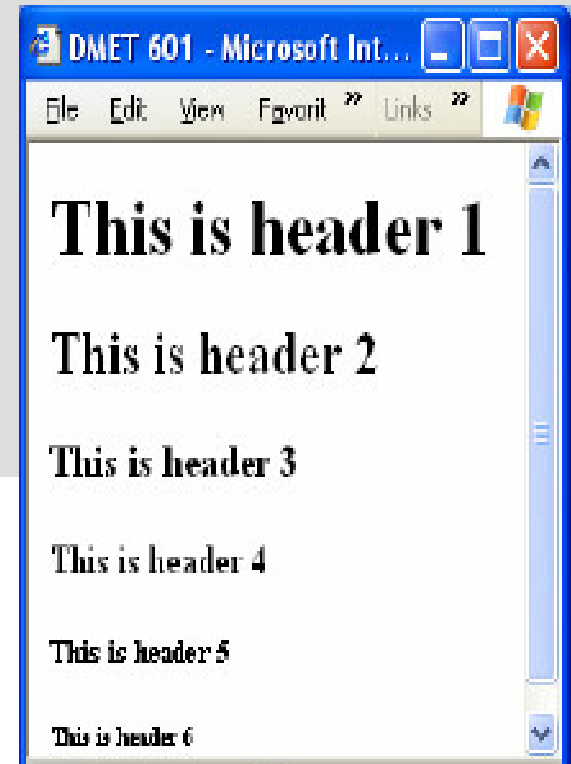 DMET 601 - Microsoft Int...
File Edit View Favorit » Links »
This is header 1
This is header 2
This is header 3
This is header 4
This is header 5
This is header 6